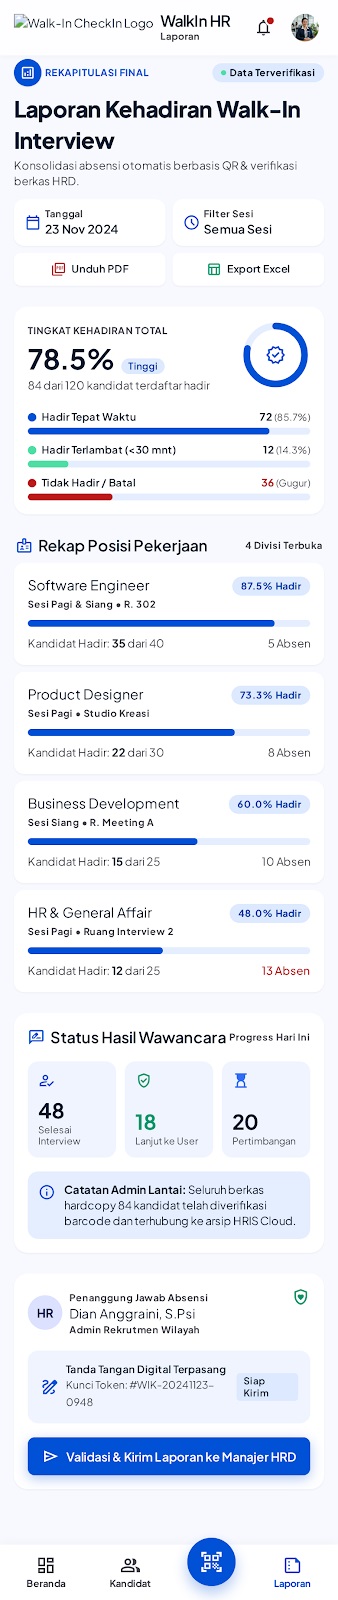 Walk-In CheckIn Logo
WalkIn HR
Laporan
REKAPITULASI FINAL
Data Terverifikasi
Laporan Kehadiran Walk-In
Interview
Konsolidasi absensi otomatis berbasis QR & verifikasi
berkas HRD.
Tanggal
23 Nov 2024
Filter Sesi
Semua Sesi
Unduh PDF
Export Excel
TINGKAT KEHADIRAN TOTAL
78.5% Tinggi
84 dari 120 kandidat terdaftar hadir
Hadir Tepat Waktu 72 (85.7%)
Hadir Terlambat (<30 mnt) 12 (14.3%)
Tidak Hadir / Batal 36 (Gugur)
Rekap Posisi Pekerjaan 4 Divisi Terbuka
Software Engineer 87.5% Hadir
Sesi Pagi & Siang • R. 302
Kandidat Hadir: 35 dari 40 5 Absen
Product Designer 73.3% Hadir
Sesi Pagi • Studio Kreasi
Kandidat Hadir: 22 dari 30 8 Absen
Business Development 60.0% Hadir
Sesi Siang • R. Meeting A
Kandidat Hadir: 15 dari 25 10 Absen
HR & General Affair 48.0% Hadir
Sesi Pagi • Ruang Interview 2
Kandidat Hadir: 12 dari 25 13 Absen
Status Hasil Wawancara Progress Hari Ini
48
Selesai
Interview
18
Lanjut ke User
20
Pertimbangan
Catatan Admin Lantai: Seluruh berkas
hardcopy 84 kandidat telah diverifikasi
barcode dan terhubung ke arsip HRIS Cloud.
HR
Penanggung Jawab Absensi
Dian Anggraini, S.Psi
Admin Rekrutmen Wilayah
Tanda Tangan Digital Terpasang
Kunci Token: #WIK-20241123-
0948
Siap
Kirim
Validasi & Kirim Laporan ke Manajer HRD
Beranda
Kandidat
Laporan